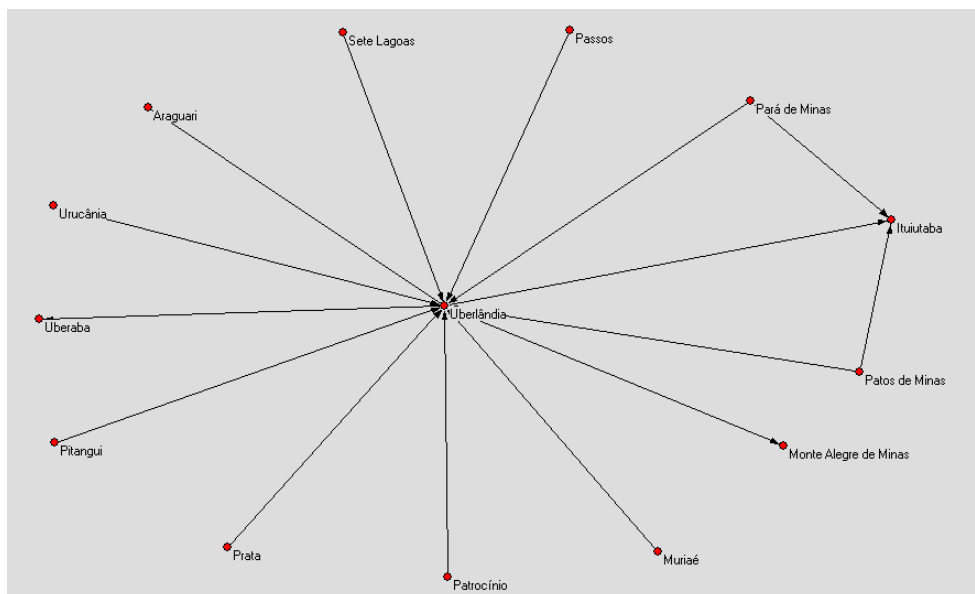 Sete Lagoas
Passos
Pará de Minas
Araguari
Urucânia
Ituiutaba
Uberlândia
Uberaba
Patos de Minas
Pitangui
Monte Alegre de Minas
Prata
Muriaé
Patrocínio